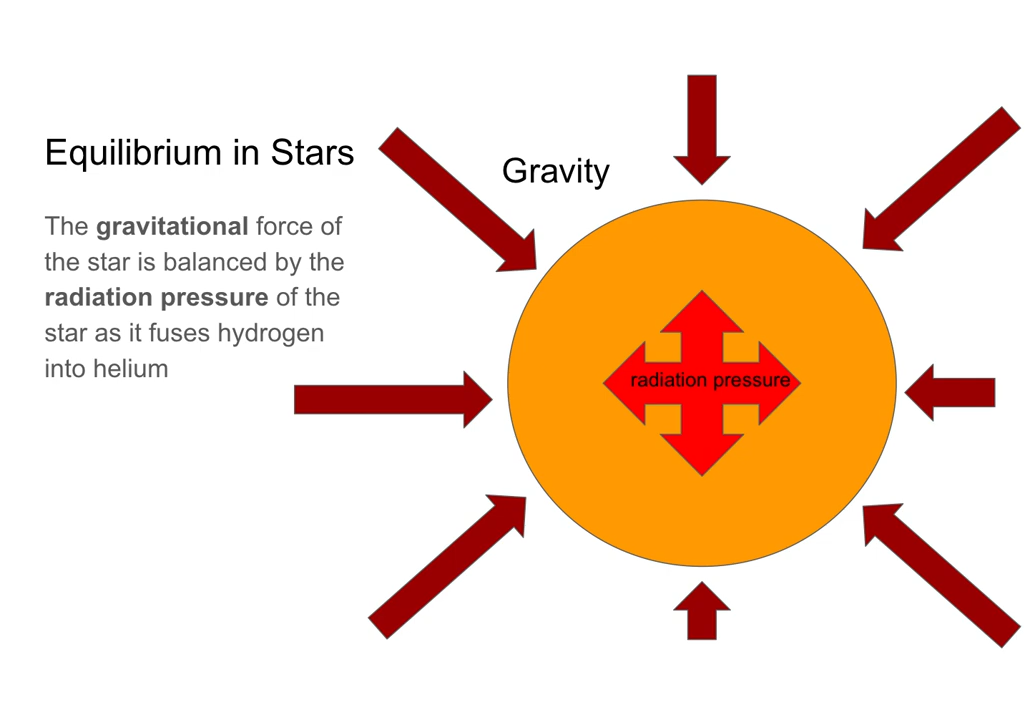 Equilibrium in Stars
Gravity
The gravitational force of
the star is balanced by the
radiation pressure of the
star as it fuses hydrogen
into helium
radiation pressure